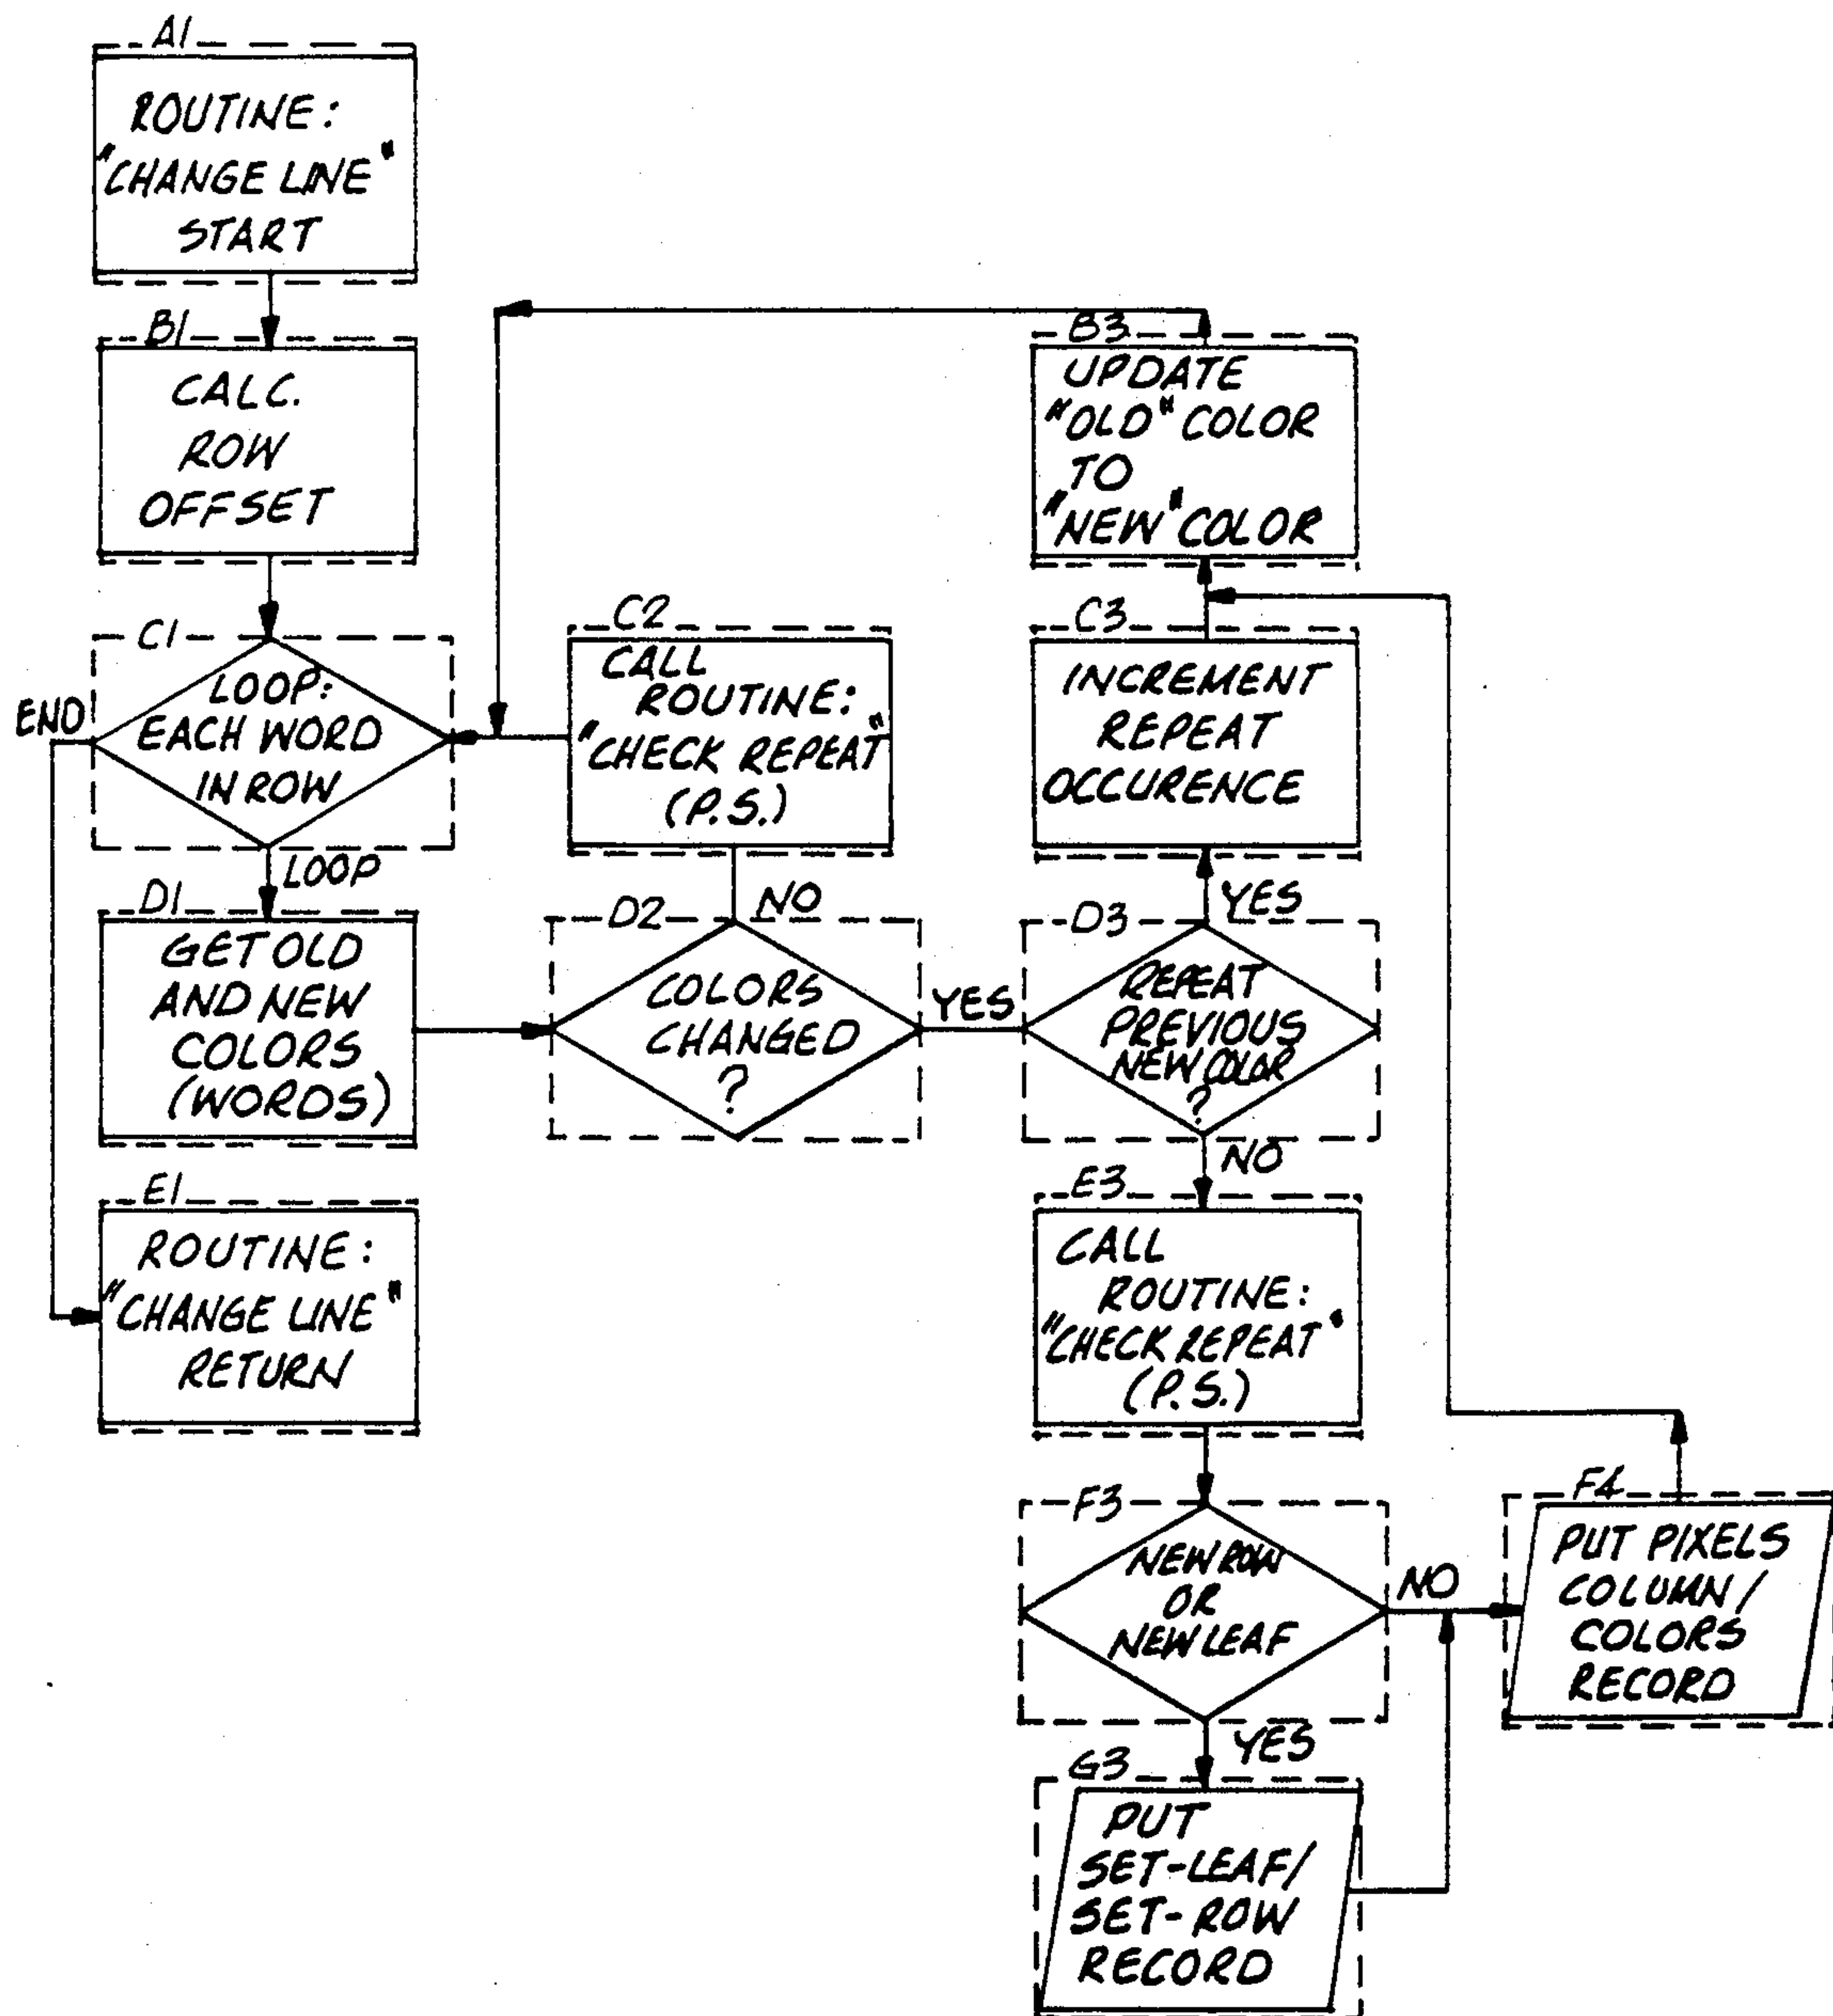 A1
ROUTINE:
"CHANGE LINE"
START
B1
CALC.
ROW
OFFSET
C1
LOOP:
EACH WORD
IN ROW
END
LOOP
D1
GET OLD
AND NEW
COLORS
(WORDS)
E1
ROUTINE:
"CHANGE LINE"
RETURN
C2
CALL
ROUTINE:
"CHECK REPEAT"
(P.S.)
NO
D2
COLORS
CHANGED
?
YES
B3
UPDATE
"OLD" COLOR
TO
"NEW" COLOR
C3
INCREMENT
REPEAT
OCCURENCE
YES
D3
REPEAT
PREVIOUS
NEW COLOR
?
NO
E3
CALL
ROUTINE:
"CHECK REPEAT"
(P.S.)
F3
NEW ROW
OR
NEW LEAF
NO
YES
F4
PUT PIXELS
COLUMN/
COLORS
RECORD
G3
PUT
SET-LEAF/
SET-ROW
RECORD